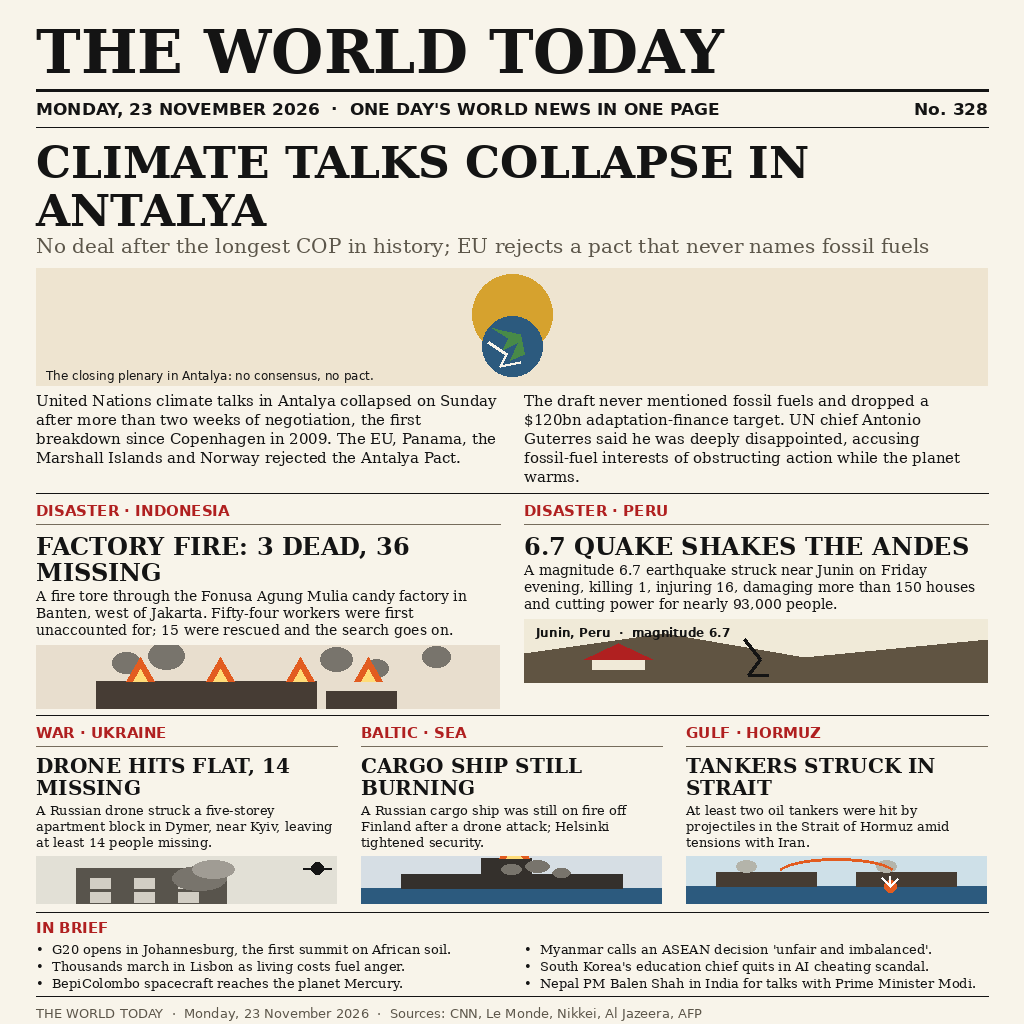 THE WORLD TODAY
MONDAY, 23 NOVEMBER 2026 · ONE DAY'S WORLD NEWS IN ONE PAGE No. 328
CLIMATE TALKS COLLAPSE IN
ANTALYA
No deal after the longest COP in history; EU rejects a pact that never names fossil fuels
The closing plenary in Antalya: no consensus, no pact.
United Nations climate talks in Antalya collapsed on Sunday
after more than two weeks of negotiation, the first
breakdown since Copenhagen in 2009. The EU, Panama, the
Marshall Islands and Norway rejected the Antalya Pact.
The draft never mentioned fossil fuels and dropped a
$120bn adaptation-finance target. UN chief Antonio
Guterres said he was deeply disappointed, accusing
fossil-fuel interests of obstructing action while the planet
warms.
DISASTER · INDONESIA
FACTORY FIRE: 3 DEAD, 36
MISSING
A fire tore through the Fonusa Agung Mulia candy factory in
Banten, west of Jakarta. Fifty-four workers were first
unaccounted for; 15 were rescued and the search goes on.
DISASTER · PERU
6.7 QUAKE SHAKES THE ANDES
A magnitude 6.7 earthquake struck near Junin on Friday
evening, killing 1, injuring 16, damaging more than 150 houses
and cutting power for nearly 93,000 people.
Junin, Peru · magnitude 6.7
WAR · UKRAINE
DRONE HITS FLAT, 14
MISSING
A Russian drone struck a five-storey
apartment block in Dymer, near Kyiv, leaving
at least 14 people missing.
BALTIC · SEA
CARGO SHIP STILL
BURNING
A Russian cargo ship was still on fire off
Finland after a drone attack; Helsinki
tightened security.
GULF · HORMUZ
TANKERS STRUCK IN
STRAIT
At least two oil tankers were hit by
projectiles in the Strait of Hormuz amid
tensions with Iran.
IN BRIEF
• G20 opens in Johannesburg, the first summit on African soil.
• Thousands march in Lisbon as living costs fuel anger.
• BepiColombo spacecraft reaches the planet Mercury.
• Myanmar calls an ASEAN decision 'unfair and imbalanced'.
• South Korea's education chief quits in AI cheating scandal.
• Nepal PM Balen Shah in India for talks with Prime Minister Modi.
THE WORLD TODAY · Monday, 23 November 2026 · Sources: CNN, Le Monde, Nikkei, Al Jazeera, AFP